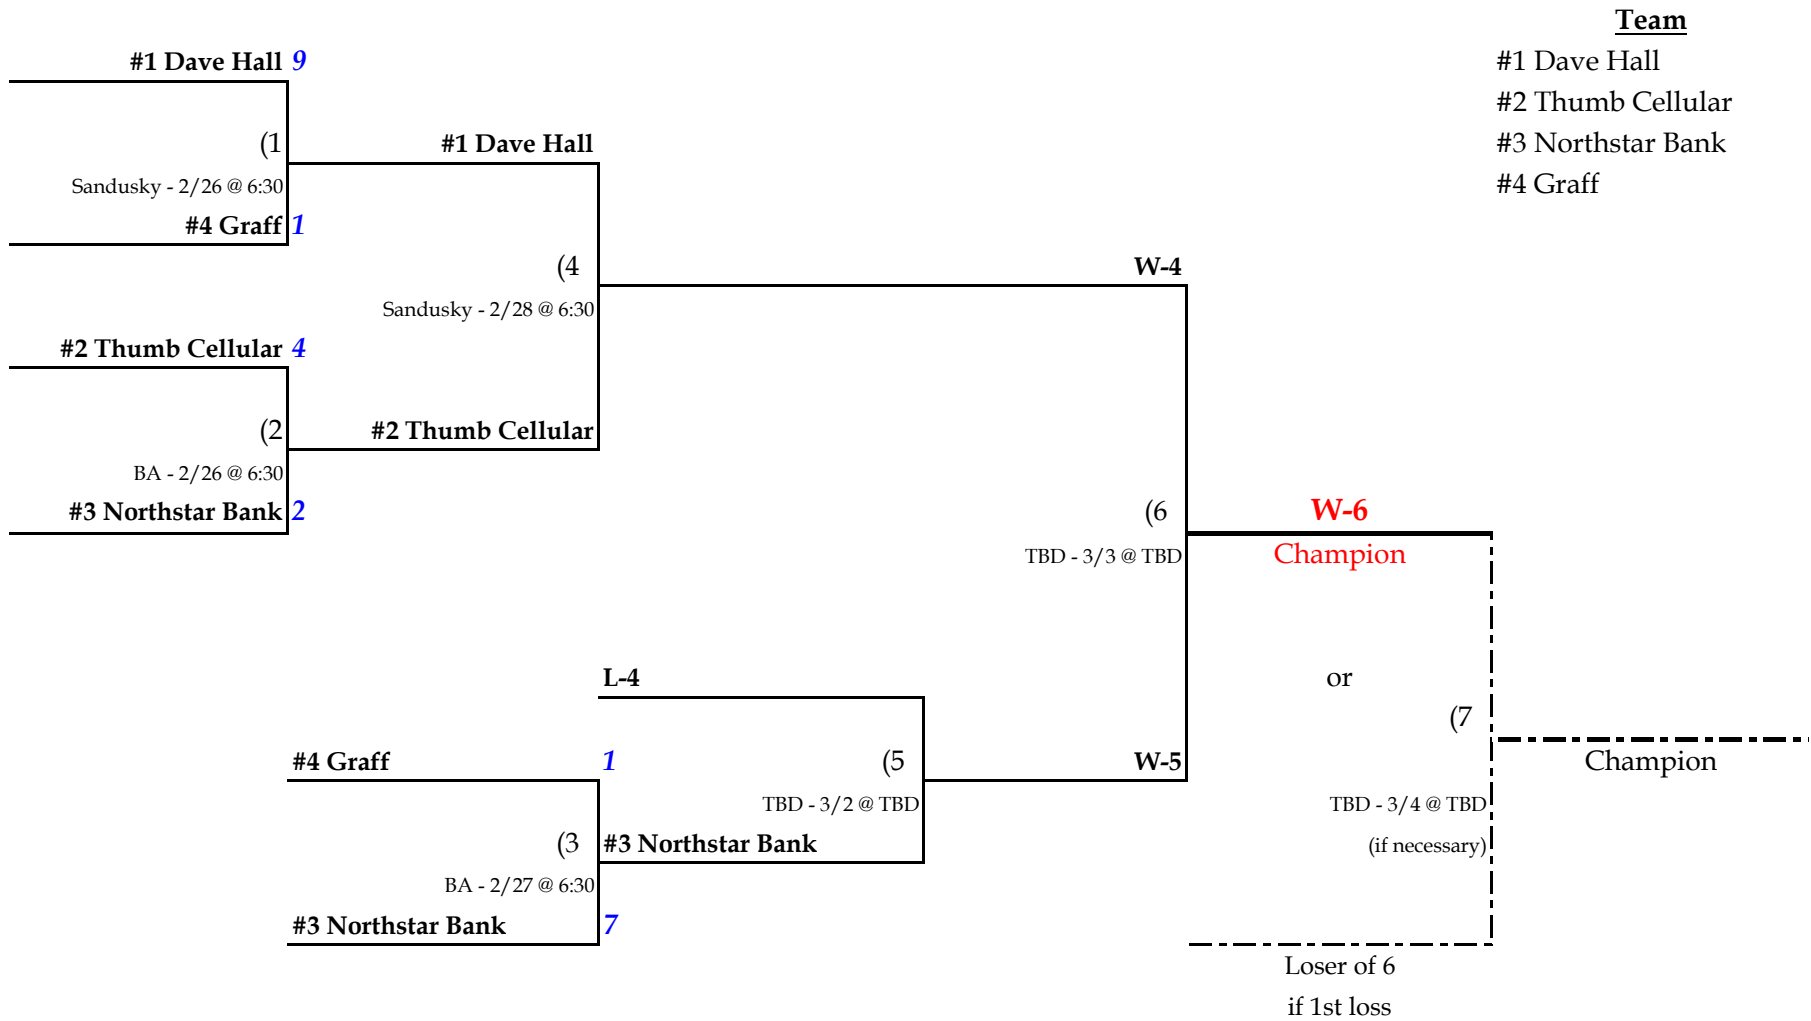 Team
#1 Dave Hall 9
#1 Dave Hall
#2 Thumb Cellular
(1
#1 Dave Hall
#3 Northstar Bank
Sandusky - 2/26 @ 6:30
#4 Graff
#4 Graff 1
(4
W-4
Sandusky - 2/28 @ 6:30
#2 Thumb Cellular 4
(2
#2 Thumb Cellular
BA - 2/26 @ 6:30
#3 Northstar Bank 2
(6
W-6
TBD - 3/3 @ TBD
Champion
L-4
or
(7
#4 Graff 1
(5
W-5
Champion
TBD - 3/2 @ TBD
TBD - 3/4 @ TBD
(3
#3 Northstar Bank
(if necessary)
BA - 2/27 @ 6:30
#3 Northstar Bank 7
Loser of 6
if 1st loss